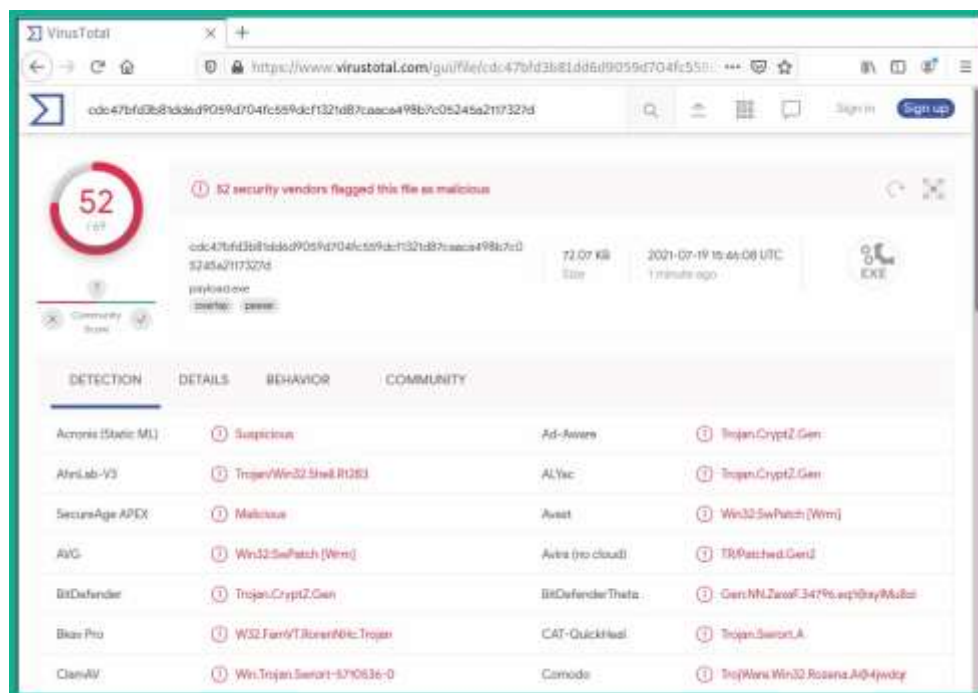 VirusTotal
https://www.virustotal.com/gui/file/cdc47bfd3b81dd6d9059d704fc559
cdc47bfd3b81dd6d9059d704fc559dcf1321d87caaca498b7c05245a2117327d
Sign in
Sign up
52
/ 69
52 security vendors flagged this file as malicious
cdc47bfd3b81dd6d9059d704fc559dcf1321d87caaca498b7c0
5245a2117327d
payload.exe
overlay peexe
72.07 KB
Size
2021-07-19 15:46:08 UTC
1 minute ago
EXE
Community
Score
DETECTION DETAILS BEHAVIOR COMMUNITY
Acronis (Static ML) Suspicious Ad-Aware Trojan.CryptZ.Gen
AhnLab-V3 Trojan/Win32.Shell.R1283 ALYac Trojan.CryptZ.Gen
SecureAge APEX Malicious Avast Win32:SwPatch [Wrm]
AVG Win32:SwPatch [Wrm] Avira (no cloud) TR/Patched.Gen2
BitDefender Trojan.CryptZ.Gen BitDefenderTheta
Bkav Pro W32.FamVT.RorenNHc.Trojan CAT-QuickHeal Trojan.Swrort.A
ClamAV Win.Trojan.Swrort-5710536-0 Comodo